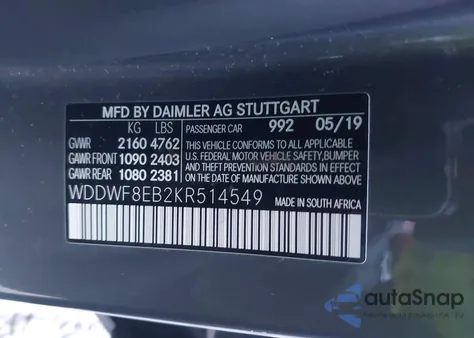 MFD BY DAIMLER AG STUTTGART
KG LBS PASSENGER CAR 992 05/19
GVWR 2160 4762 THIS VEHICLE CONFORMS TO ALL APPLICABLE
GAWR FRONT 1090 2403 U.S. FEDERAL MOTOR VEHICLE SAFETY, BUMPER
GAWR REAR 1080 2381 AND THEFT PREVENTION STANDARDS IN EFFECT
WDDWF8EB2KR514549 ON THE DATE OF MANUFACTURE SHOWN ABOVE.
MADE IN SOUTH AFRICA
autoSnap